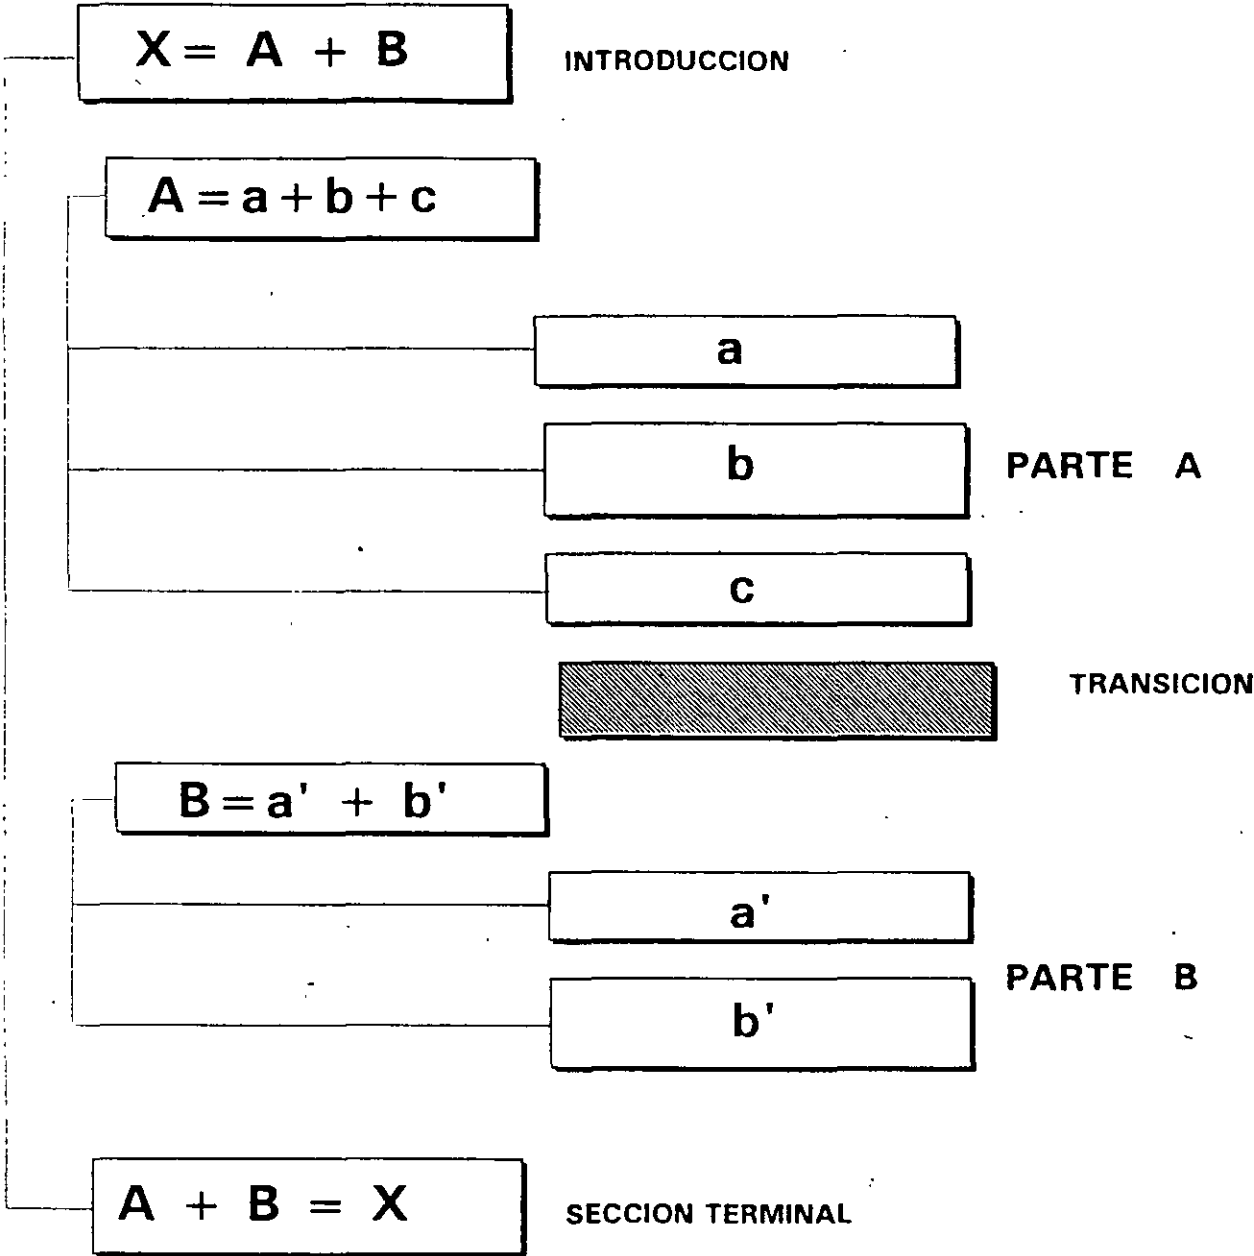 X = A + B INTRODUCCION
A = a + b + c
a
b PARTE A
c
TRANSICION
B = a' + b'
a'
PARTE B
b'
A + B = X SECCION TERMINAL